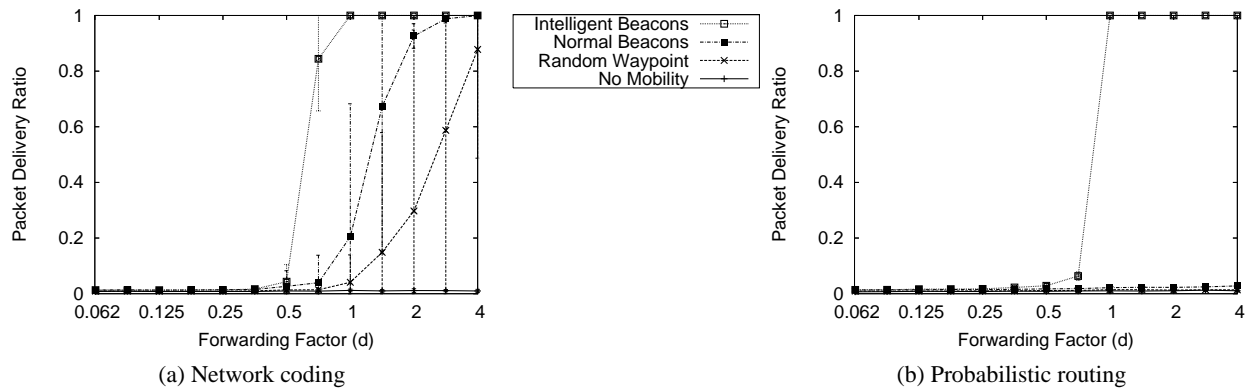 Packet Delivery Ratio
1
0.8
0.6
0.4
0.2
0
0.062 0.125 0.25 0.5 1 2 4
Forwarding Factor (d)
(a) Network coding
Intelligent Beacons
Normal Beacons
Random Waypoint
No Mobility
Packet Delivery Ratio
1
0.8
0.6
0.4
0.2
0
0.062 0.125 0.25 0.5 1 2 4
Forwarding Factor (d)
(b) Probabilistic routing